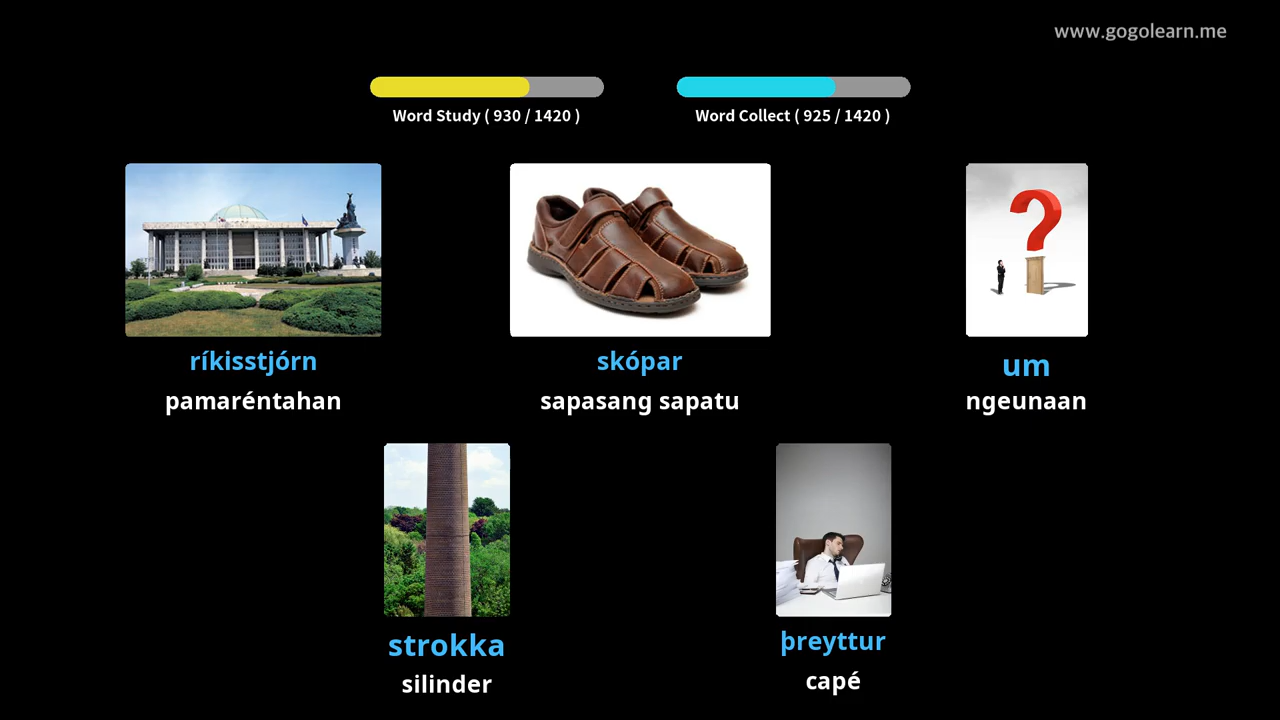 www.gogolearn.me
Word Study ( 930 / 1420 )
Word Collect ( 925 / 1420 )
ríkisstjórn
pamaréntahan
skópar
sapasang sapatu
um
ngeunaan
strokka
silinder
þreyttur
capé